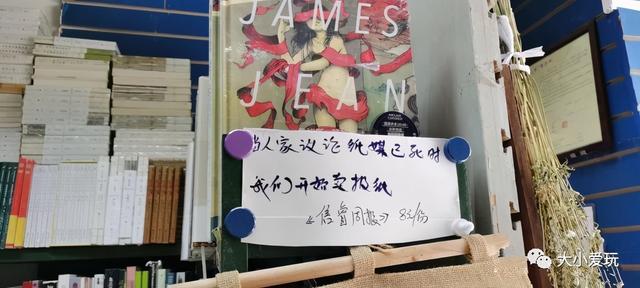 JAMES
JEAN
当人家议论纸媒已死时
我们开始卖报纸
《信睿周报》 8元/份
大小爱玩